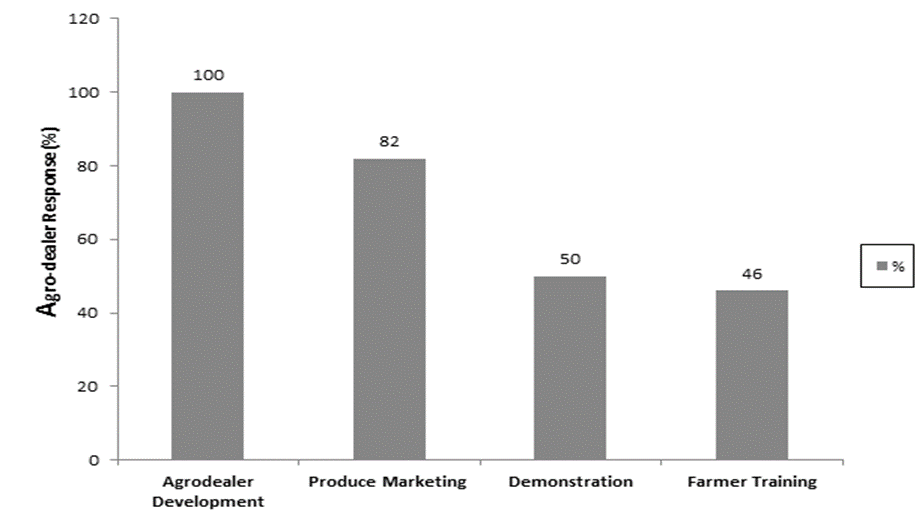 120
100
80
60
40
20
0
Agro-dealer Response(%)
100
82
50
46
Agrodealer
Development
Produce Marketing
Demonstration
Farmer Training
%